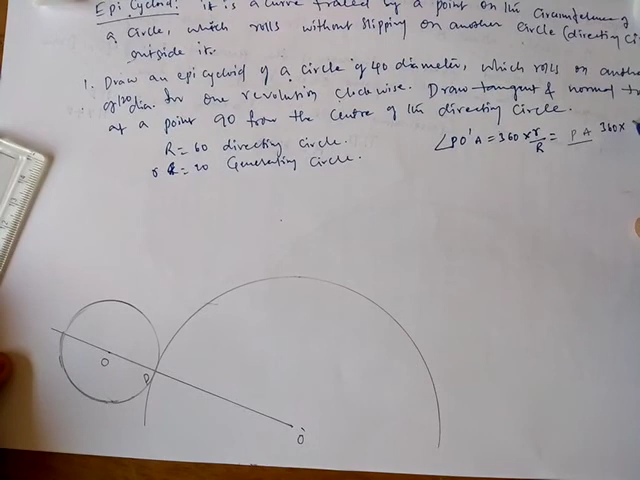 Epi Cycloid: it is a curve traced by a point on the Circumference of
a circle, which rolls without slipping on another circle (directing Ci
outside it.
1. Draw an epicycloid of a circle of 40 diameter, which rolls on anoth
of 120 dia. for one revolution clockwise. Draw tangent & normal to
at a point 90 from the centre of the directing Circle.
R = 60 directing circle.
r = 20 Generating Circle.
∠PO'A = 360 × r/R = PA 360×
O
P
O'